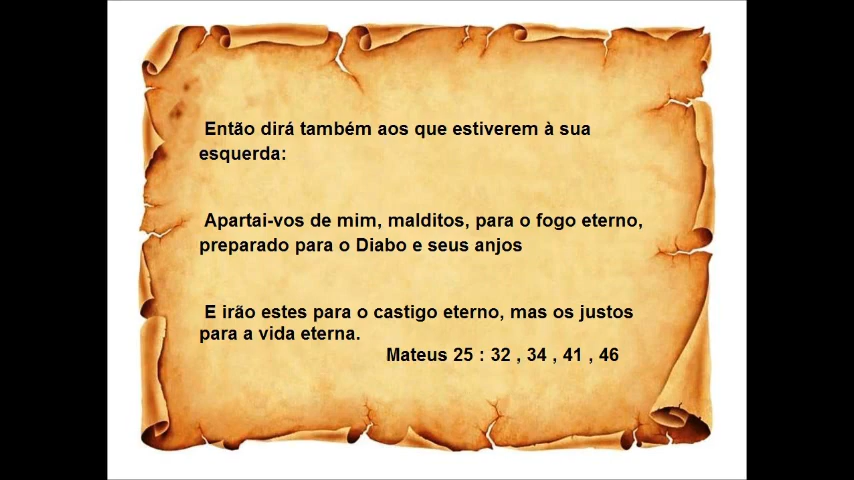 Então dirá também aos que estiverem à sua
esquerda:
Apartai-vos de mim, malditos, para o fogo eterno,
preparado para o Diabo e seus anjos
E irão estes para o castigo eterno, mas os justos
para a vida eterna.
Mateus 25 : 32 , 34 , 41 , 46